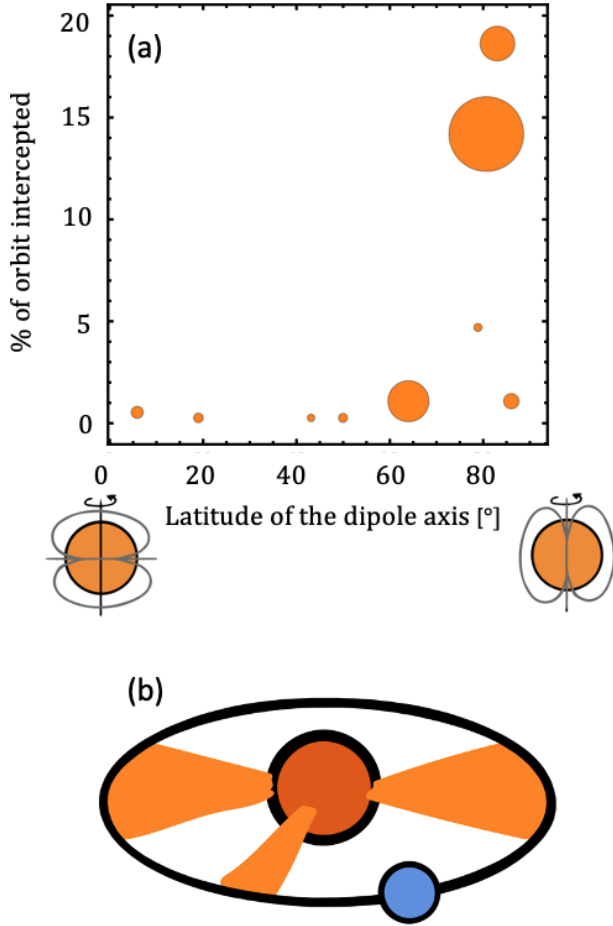 20
(a)
15
10
5
0
% of orbit intercepted
0 20 40 60 80
Latitude of the dipole axis [°]
(b)